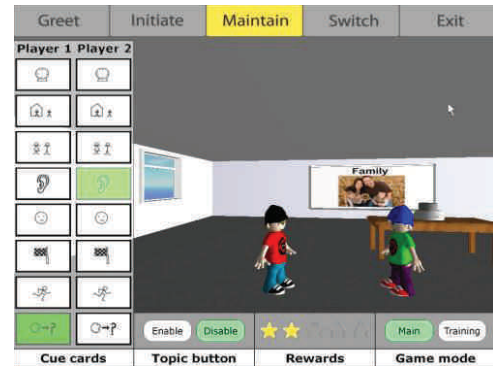 Greet Initiate Maintain Switch Exit
Player 1 Player 2
Family
Enable Disable Main Training
Cue cards Topic button Rewards Game mode